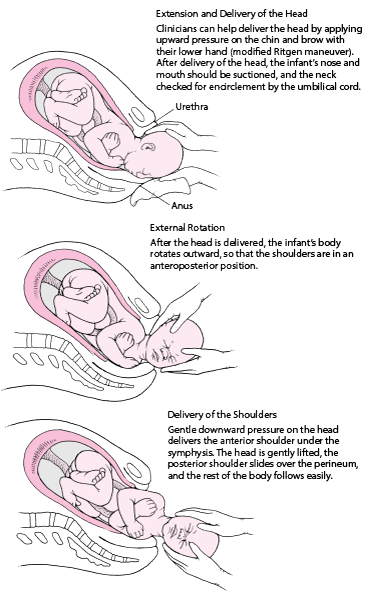 Extension and Delivery of the Head
Clinicians can help deliver the head by applying
upward pressure on the chin and brow with
their lower hand (modified Ritgen maneuver).
After delivery of the head, the infant's nose and
mouth should be suctioned, and the neck
checked for encirclement by the umbilical cord.
Urethra
Anus
External Rotation
After the head is delivered, the infant's body
rotates outward, so that the shoulders are in an
anteroposterior position.
Delivery of the Shoulders
Gentle downward pressure on the head
delivers the anterior shoulder under the
symphysis. The head is gently lifted, the
posterior shoulder slides over the perineum,
and the rest of the body follows easily.